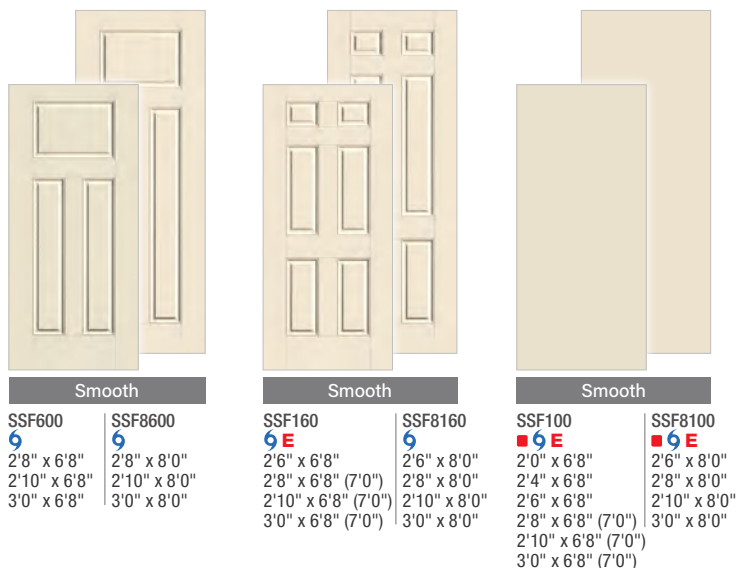 Smooth
SSF600
2'8" x 6'8"
2'10" x 6'8"
3'0" x 6'8"
SSF8600
2'8" x 8'0"
2'10" x 8'0"
3'0" x 8'0"
Smooth
SSF160
E
2'6" x 6'8"
2'8" x 6'8" (7'0")
2'10" x 6'8" (7'0")
3'0" x 6'8" (7'0")
SSF8160
2'6" x 8'0"
2'8" x 8'0"
2'10" x 8'0"
3'0" x 8'0"
Smooth
SSF100
E
2'0" x 6'8"
2'4" x 6'8"
2'6" x 6'8"
2'8" x 6'8" (7'0")
2'10" x 6'8" (7'0")
3'0" x 6'8" (7'0")
SSF8100
E
2'6" x 8'0"
2'8" x 8'0"
2'10" x 8'0"
3'0" x 8'0"